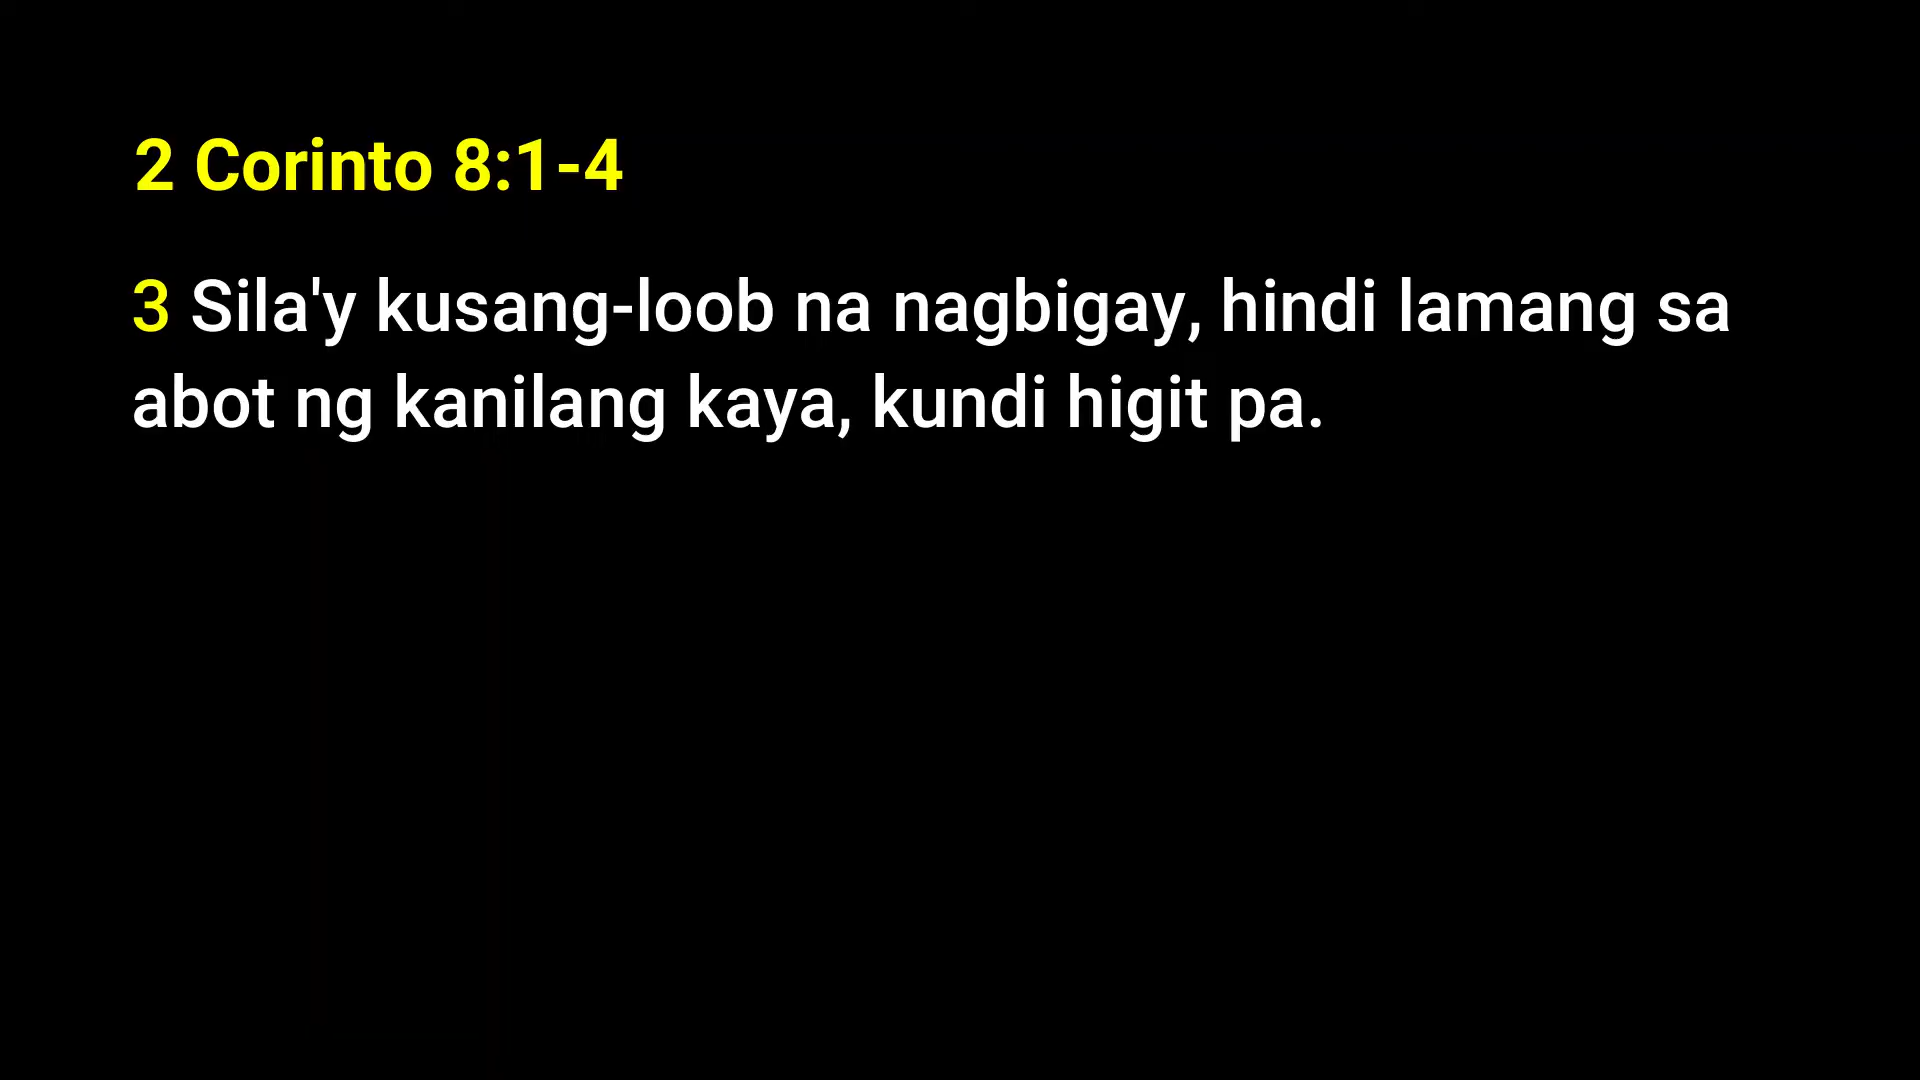 2 Corinto 8:1-4
3 Sila'y kusang-loob na nagbigay, hindi lamang sa
abot ng kanilang kaya, kundi higit pa.